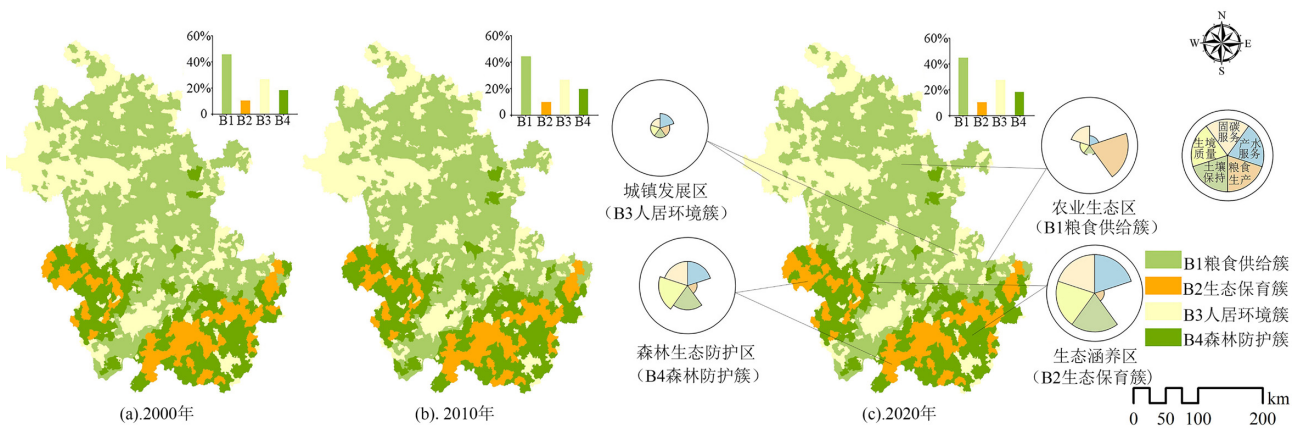 60%
40%
20%
0
B1 B2 B3 B4
(a).2000年
60%
40%
20%
0
B1 B2 B3 B4
(b). 2010年
60%
40%
20%
0
B1 B2 B3 B4
(c).2020年
城镇发展区
(B3人居环境簇)
森林生态防护区
(B4森林防护簇)
农业生态区
(B1粮食供给簇)
生态涵养区
(B2生态保育簇)
N
W E
S
固碳
服务
产水
服务
粮食
生产
土壤
保持
生境
质量
B1粮食供给簇
B2生态保育簇
B3人居环境簇
B4森林防护簇
km
0 50 100 200